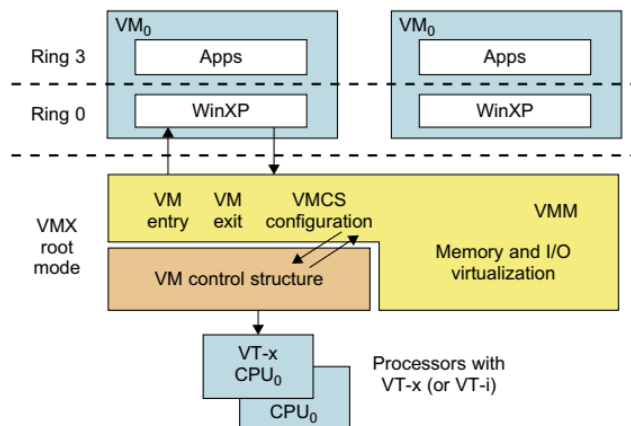 VM0
Ring 3
Apps
Apps
Ring 0
WinXP
WinXP
VMX
root
mode
VM
entry
VM
exit
VMCS
configuration
VMM
Memory and I/O
virtualization
VM control structure
VT-x
CPU0
CPU0
Processors with
VT-x (or VT-i)
VM0